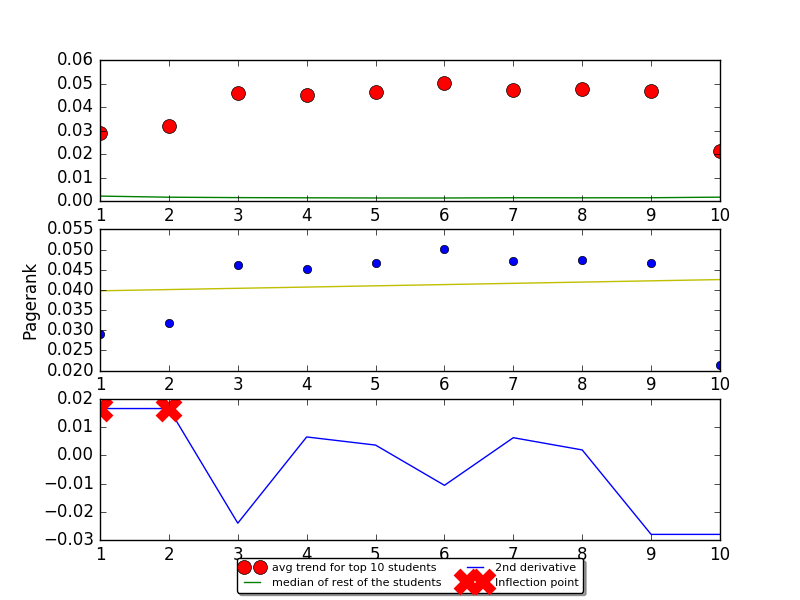 0.06
0.05
0.04
0.03
0.02
0.01
0.00
1 2 3 4 5 6 7 8 9 10
0.055
0.050
0.045
0.040
0.035
0.030
0.025
0.020
1 2 3 4 5 6 7 8 9 10
Pagerank
0.02
0.01
0.00
−0.01
−0.02
−0.03
1 2 3 4 5 6 7 8 9 10
avg trend for top 10 students
median of rest of the students
2nd derivative
Inflection point